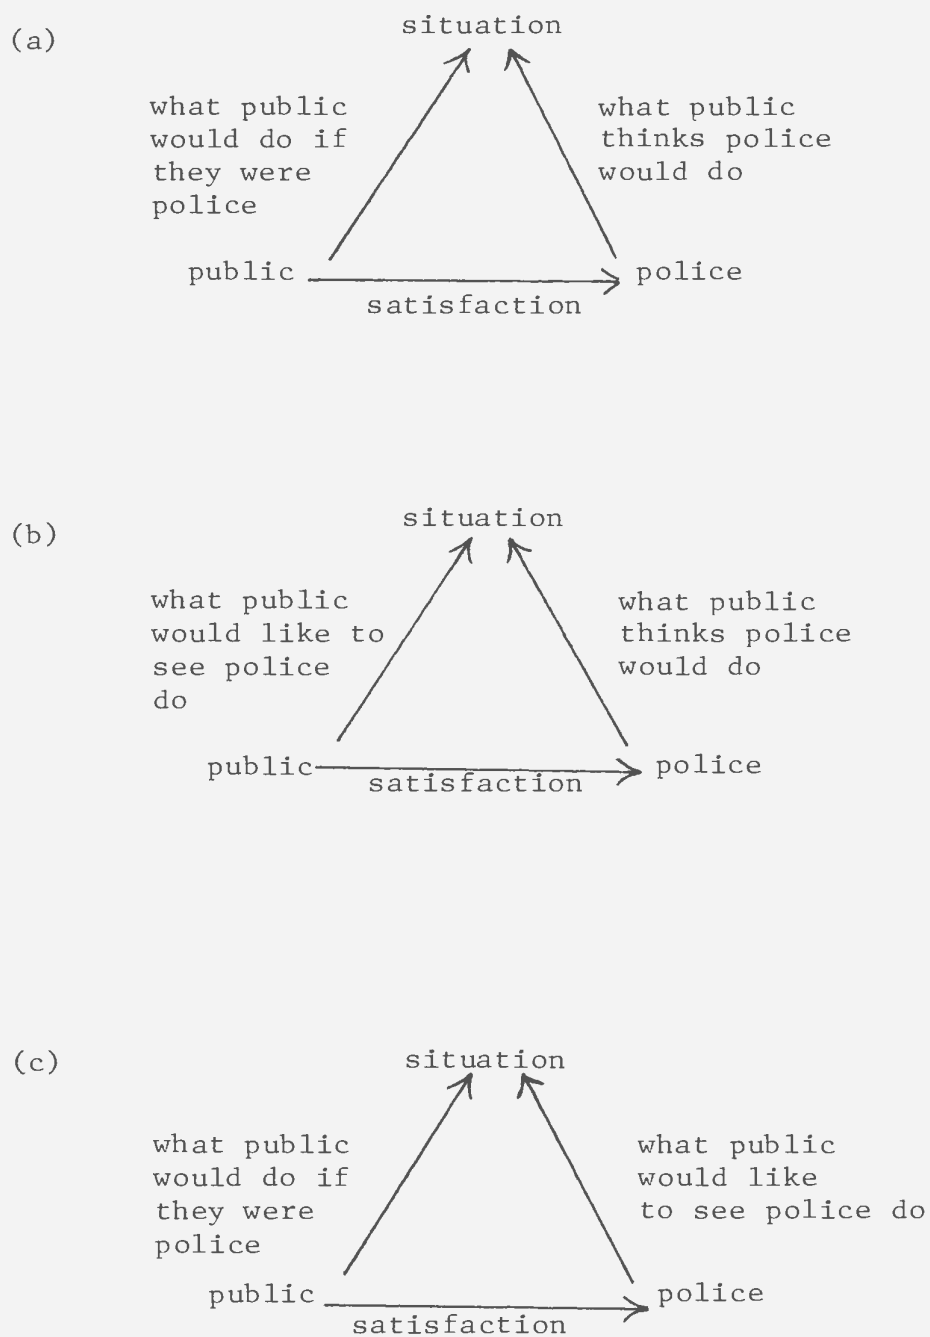 (a)
situation
what public
would do if
they were
police
what public
thinks police
would do
public
police
satisfaction
(b)
situation
what public
would like to
see police
do
what public
thinks police
would do
public
police
satisfaction
(c)
situation
what public
would do if
they were
police
what public
would like
to see police do
public
police
satisfaction